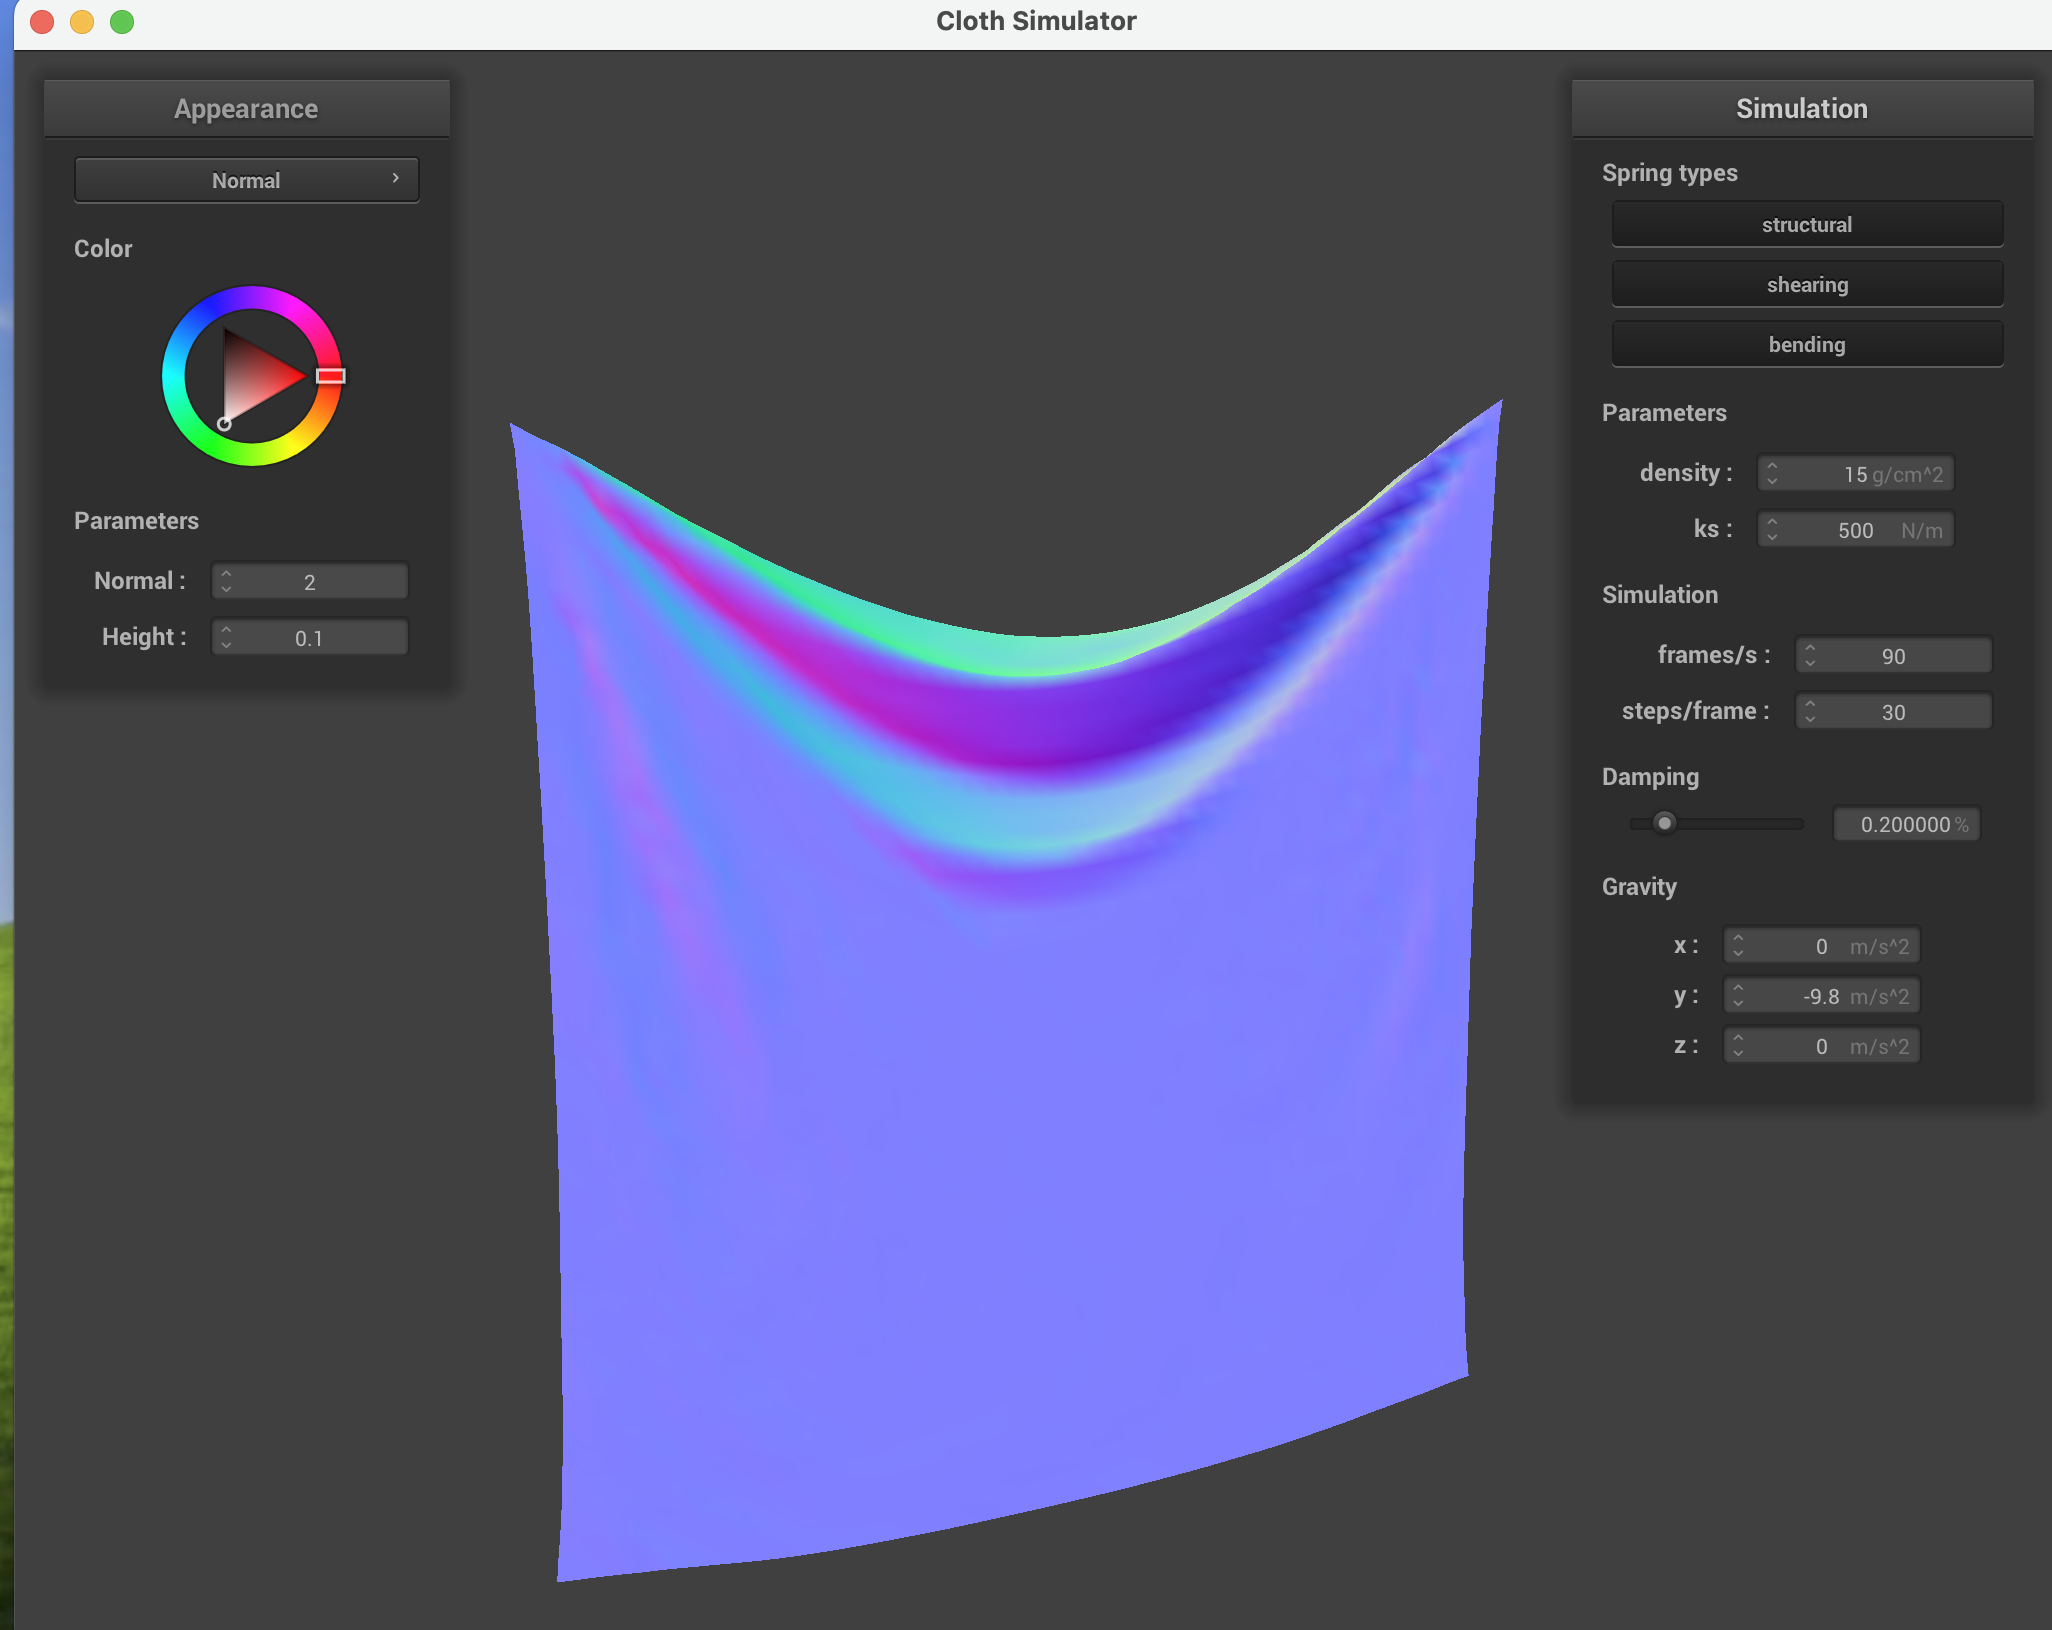 Cloth Simulator
Appearance
Normal
Color
Parameters
Normal : 2
Height : 0.1
Simulation
Spring types
structural
shearing
bending
Parameters
density : 15 g/cm^2
ks : 500 N/m
Simulation
frames/s : 90
steps/frame : 30
Damping
0.200000 %
Gravity
x : 0 m/s^2
y : -9.8 m/s^2
z : 0 m/s^2